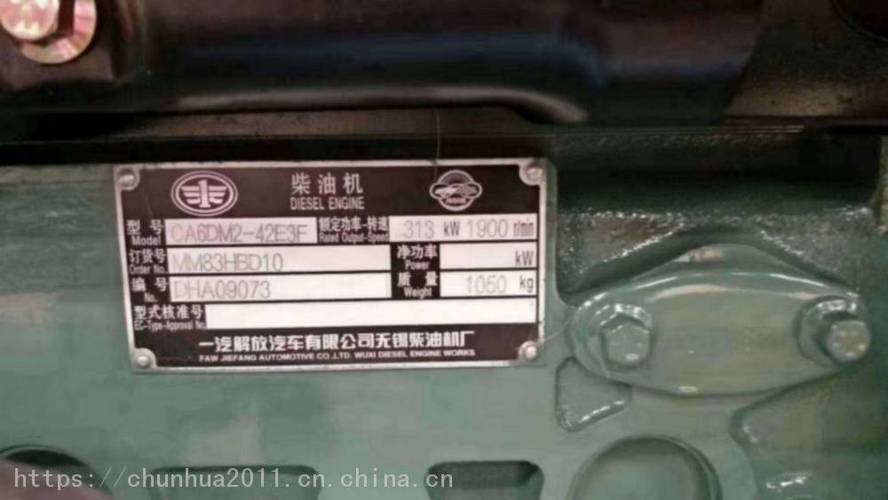 柴油机
DIESEL ENGINE
型号 CA6DM2-42E3F 额定功率-转速 313 kW 1900 r/min
Model Rated Output-Speed
订货号 MM83HBD10 净功率 kW
Order No. Power
编号 DHA09073 质量 1050 kg
No. Weight
型式核准号
EC-Type-Approval No.
一汽解放汽车有限公司无锡柴油机厂
FAW JIEFANG AUTOMOTIVE CO.,LTD. WUXI DIESEL ENGINE WORKS
https://chunhua2011.cn.china.cn/